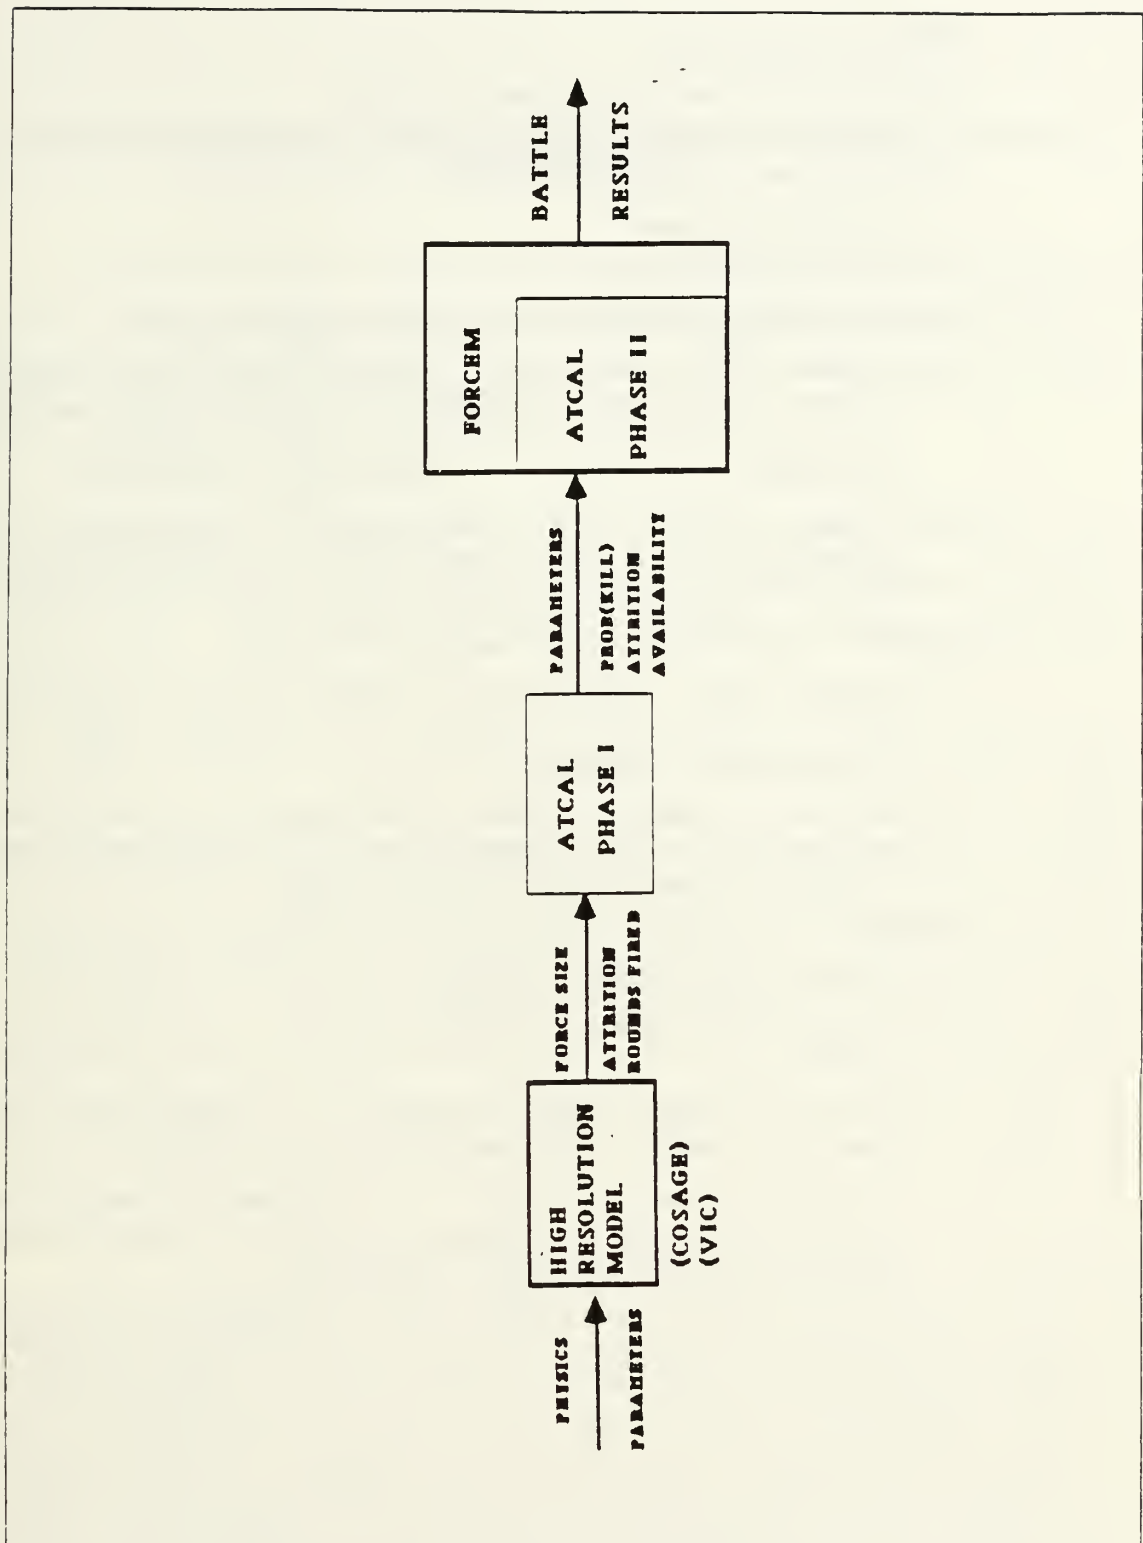 PHYSICS
PARAMETERS
HIGH
RESOLUTION
MODEL
(COSAGE)
(VIC)
FORCE SIZE
ATTRITION
ROUNDS FIRED
ATCAL
PHASE I
PARAMETERS
PROB(KILL)
ATTRITION
AVAILABILITY
FORCEM
ATCAL
PHASE II
BATTLE
RESULTS